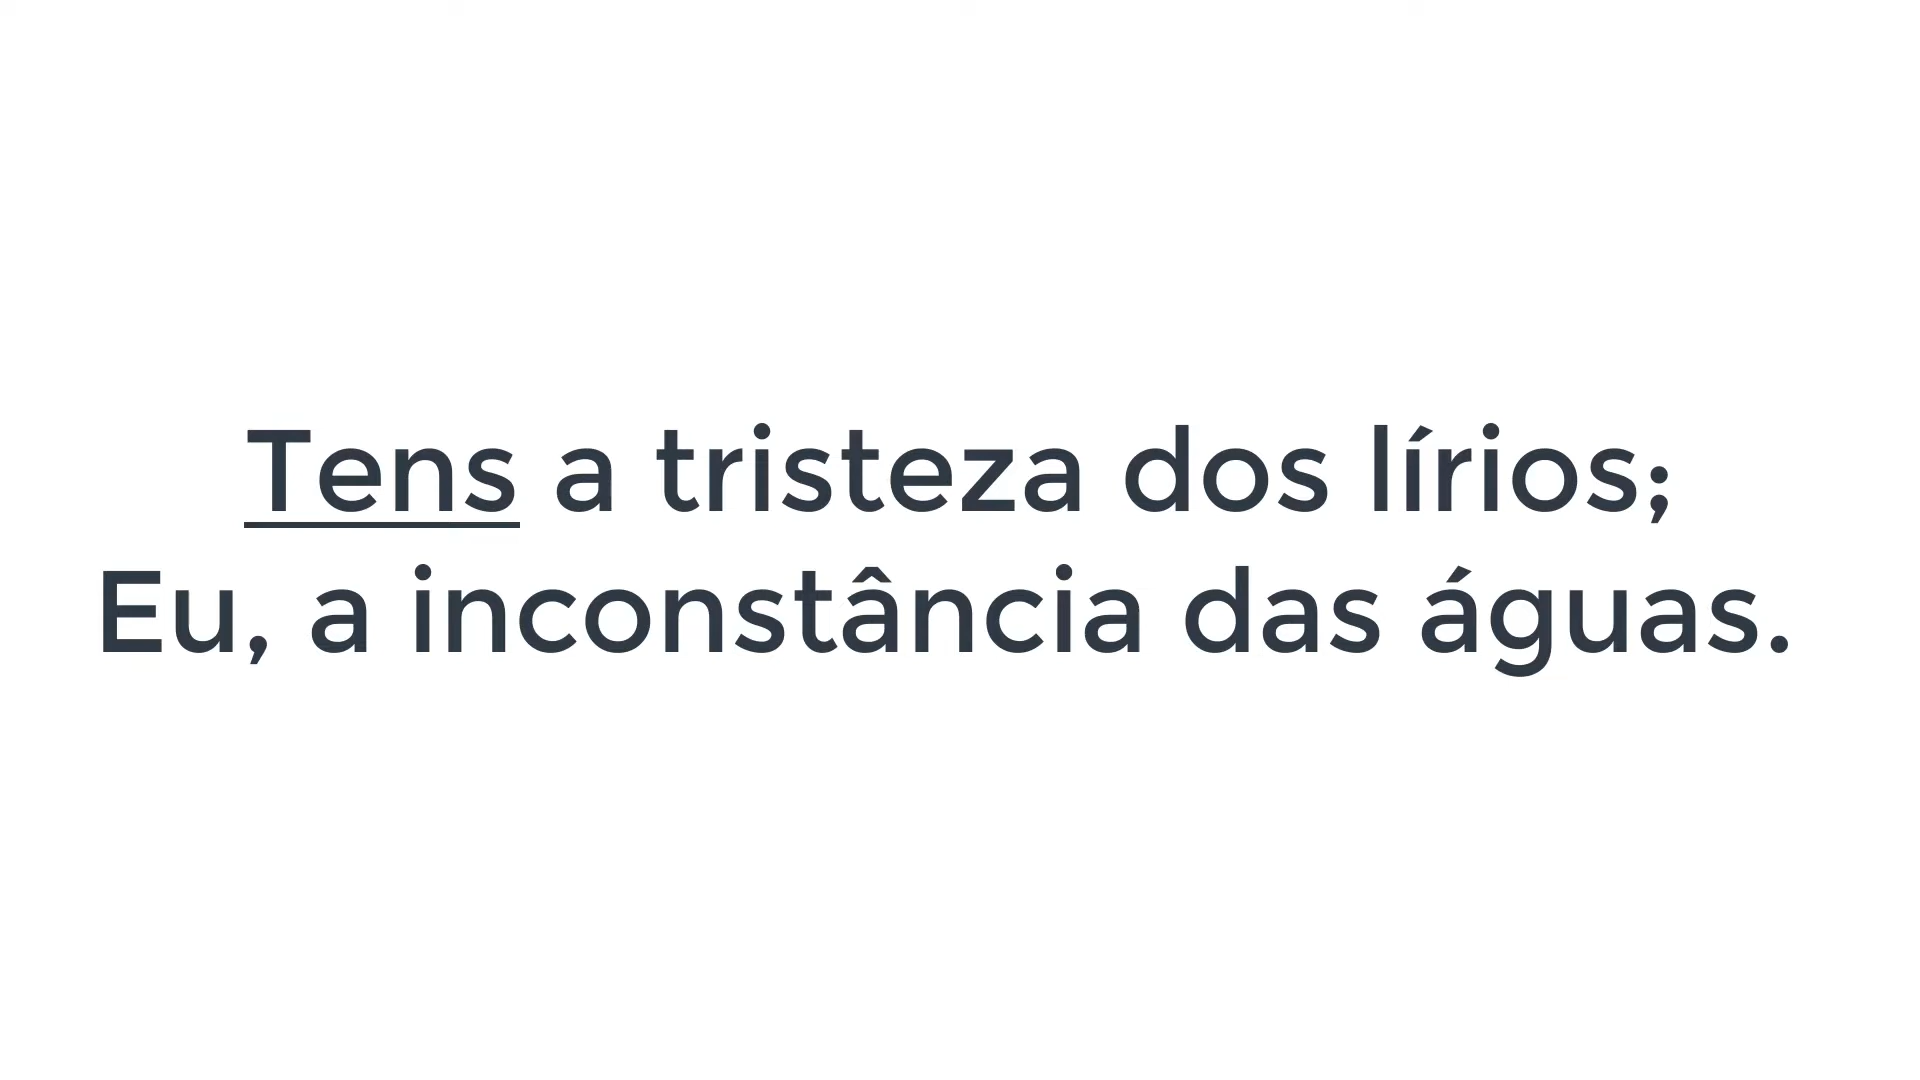 Tens a tristeza dos lírios;
Eu, a inconstância das águas.